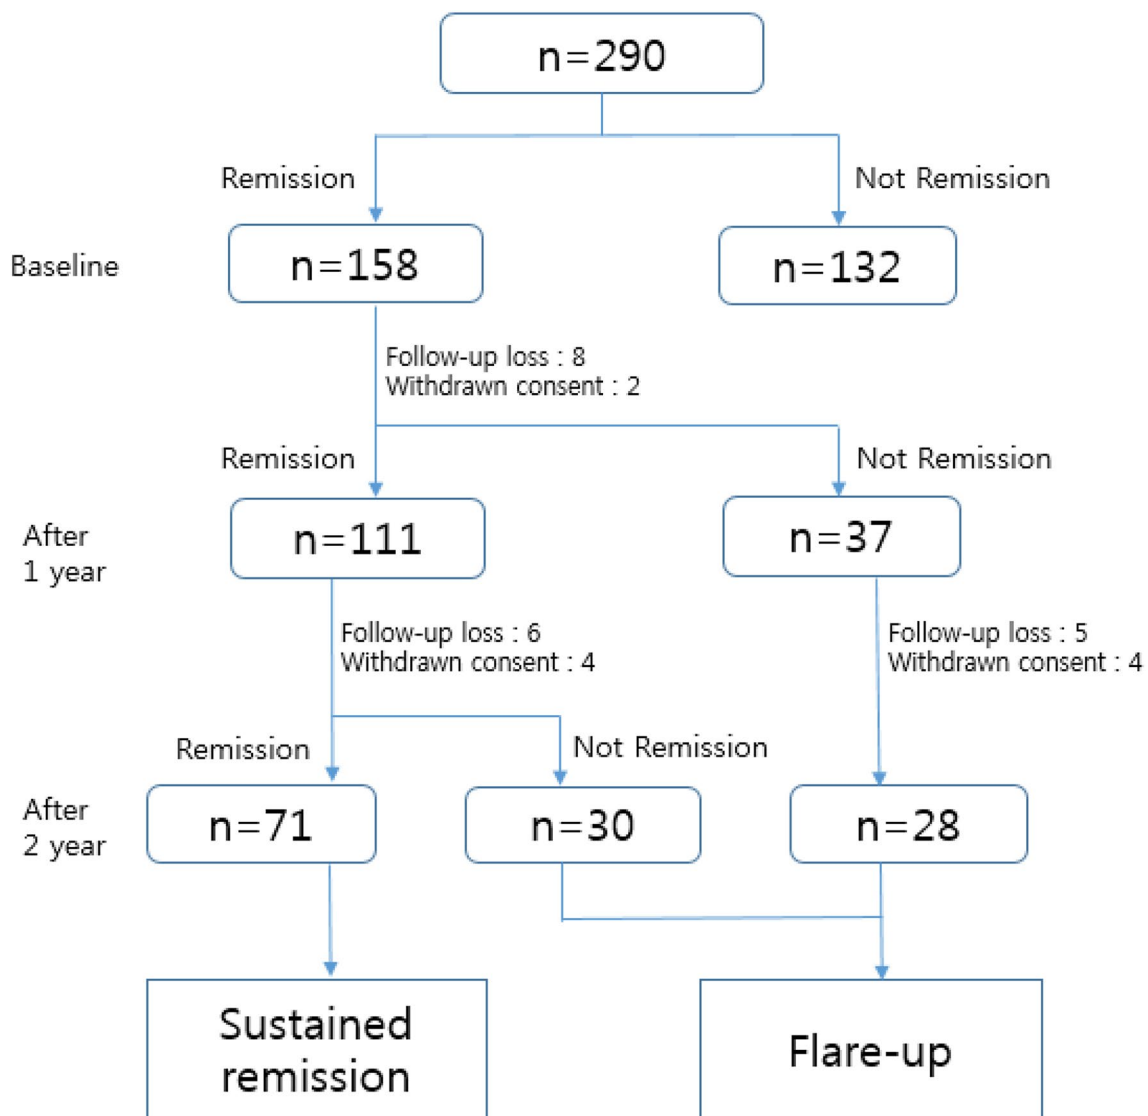 n=290
Remission
Not Remission
Baseline
n=158
n=132
Follow-up loss : 8
Withdrawn consent : 2
Remission
Not Remission
After
1 year
n=111
n=37
Follow-up loss : 6
Withdrawn consent : 4
Follow-up loss : 5
Withdrawn consent : 4
Remission
Not Remission
After
2 year
n=71
n=30
n=28
Sustained
remission
Flare-up